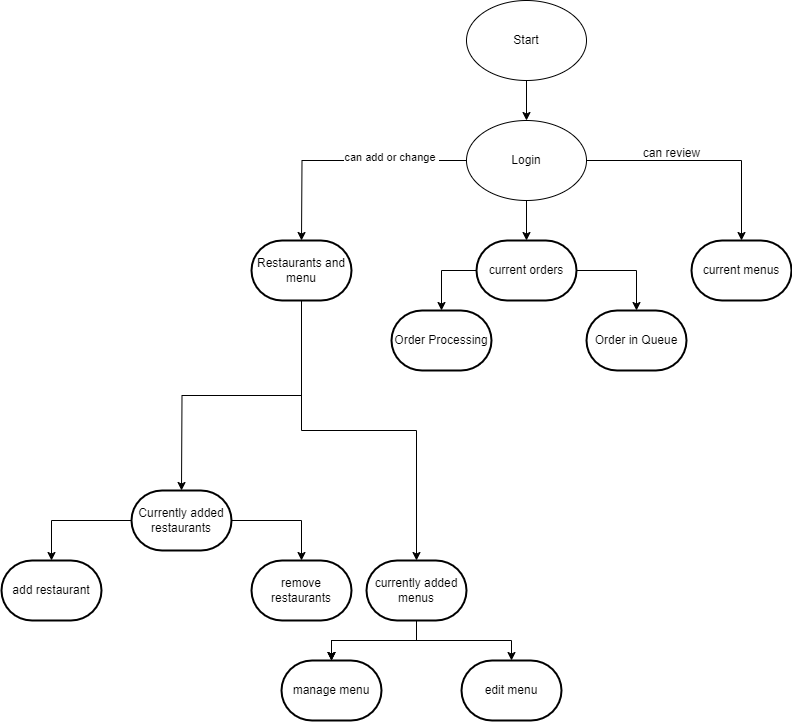 Start
Login
can add or change
can review
Restaurants and
menu
current orders
current menus
Order Processing
Order in Queue
Currently added
restaurants
add restaurant
remove
restaurants
currently added
menus
manage menu
edit menu